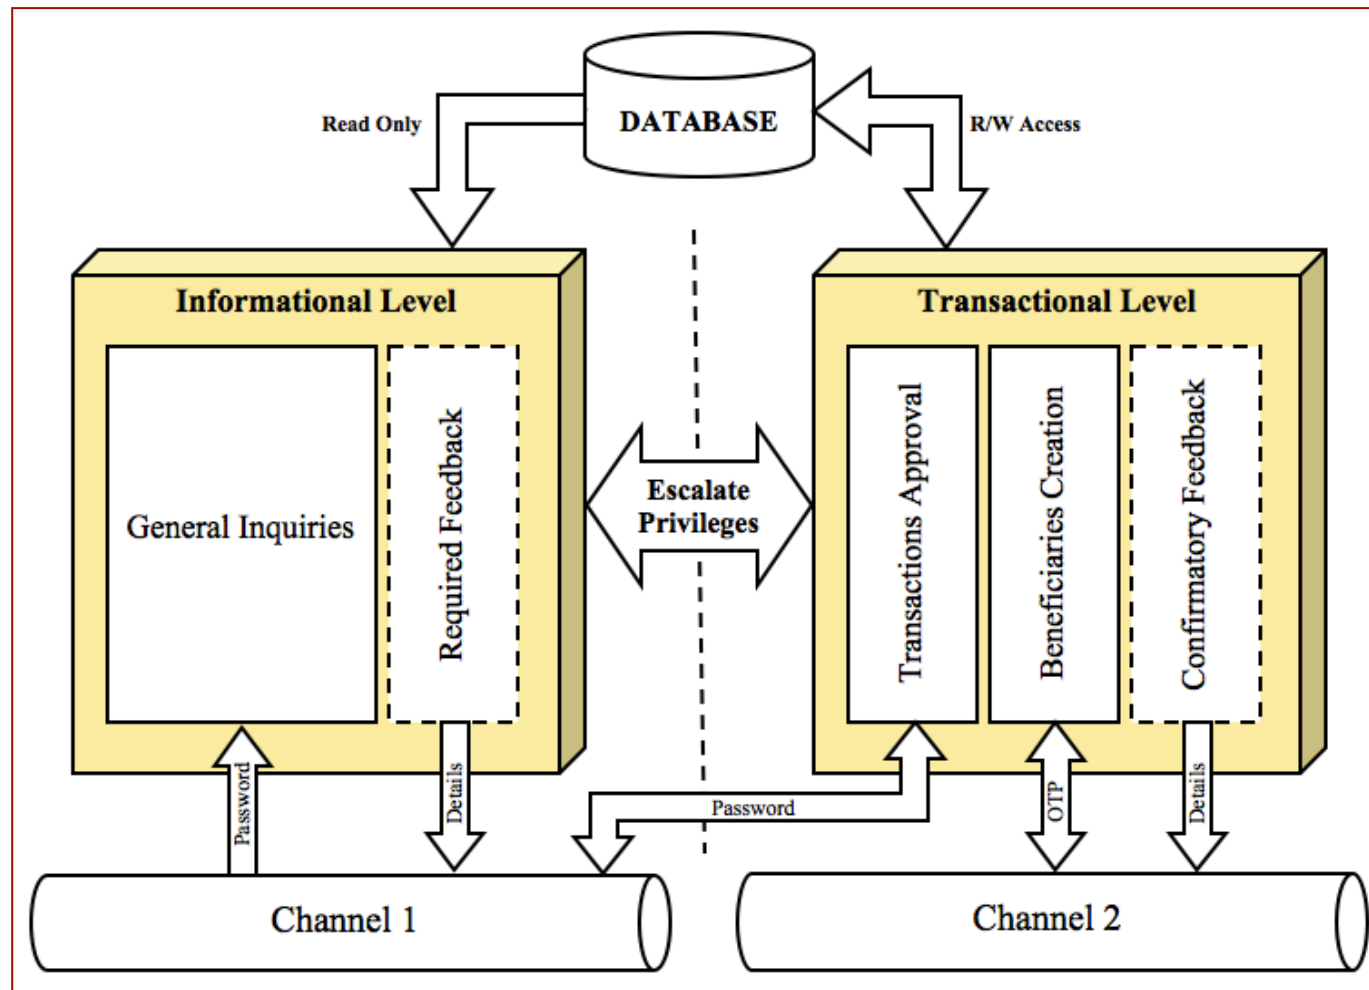 DATABASE
Read Only
R/W Access
Informational Level
Transactional Level
General Inquiries
Required Feedback
Escalate
Privileges
Transactions Approval
Beneficiaries Creation
Confirmatory Feedback
Password
Details
Password
OTP
Details
Channel 1
Channel 2